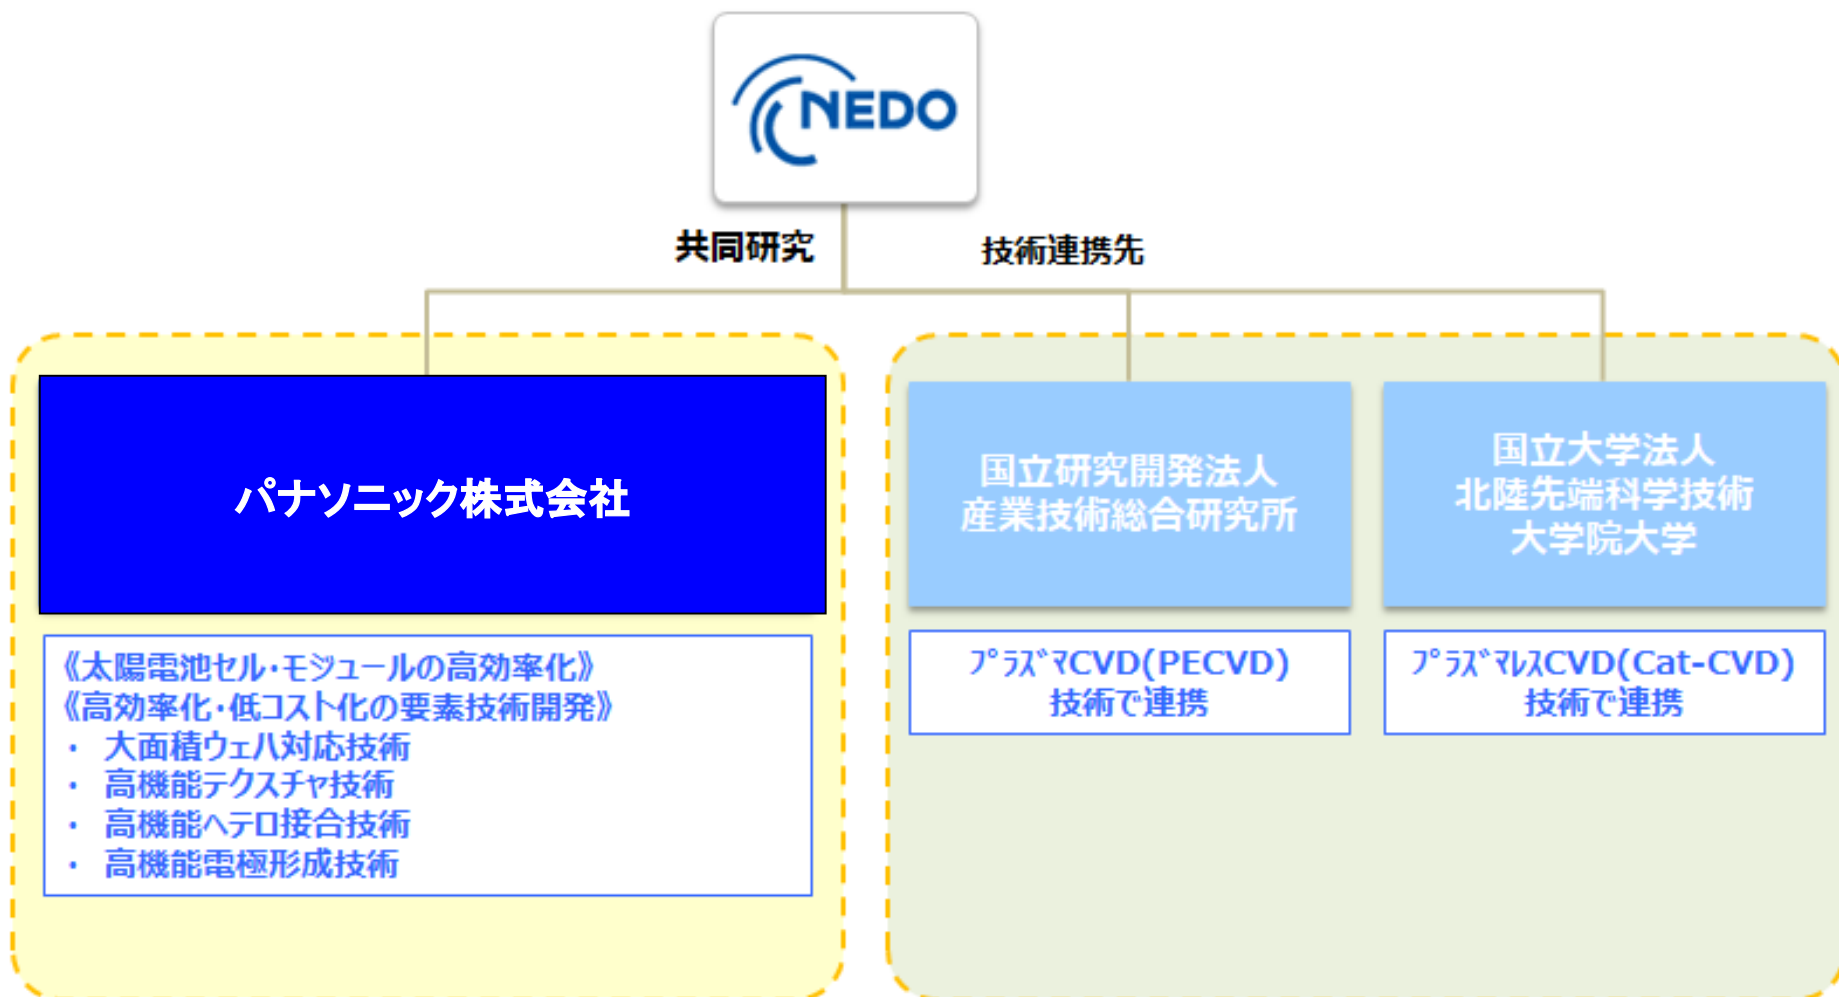 NEDO
共同研究
技術連携先
パナソニック株式会社
《太陽電池セル・モジュールの高効率化》
《高効率化・低コスト化の要素技術開発》
・ 大面積ウェハ対応技術
・ 高機能テクスチャ技術
・ 高機能ヘテロ接合技術
・ 高機能電極形成技術
国立研究開発法人
産業技術総合研究所
プラズマCVD(PECVD)
技術で連携
国立大学法人
北陸先端科学技術
大学院大学
プラズマレスCVD(Cat-CVD)
技術で連携